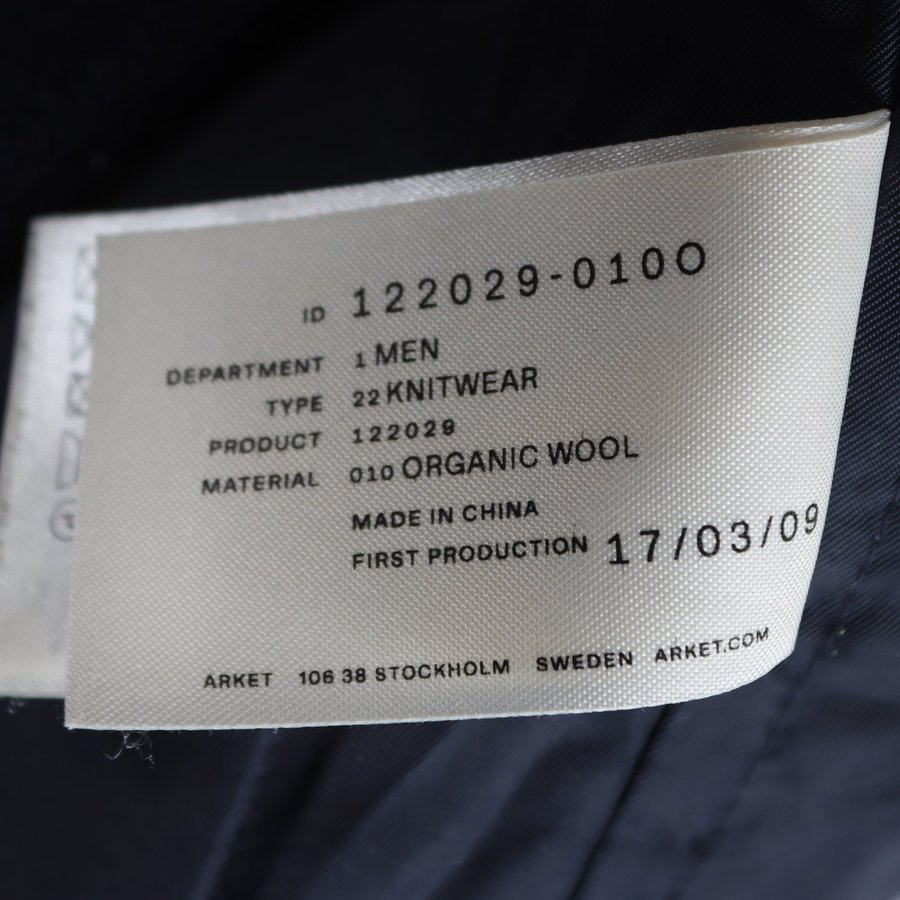 ID 122029-010O
DEPARTMENT 1 MEN
TYPE 22 KNITWEAR
PRODUCT 122029
MATERIAL 010 ORGANIC WOOL
MADE IN CHINA
FIRST PRODUCTION 17/03/09
ARKET 106 38 STOCKHOLM SWEDEN ARKET.COM